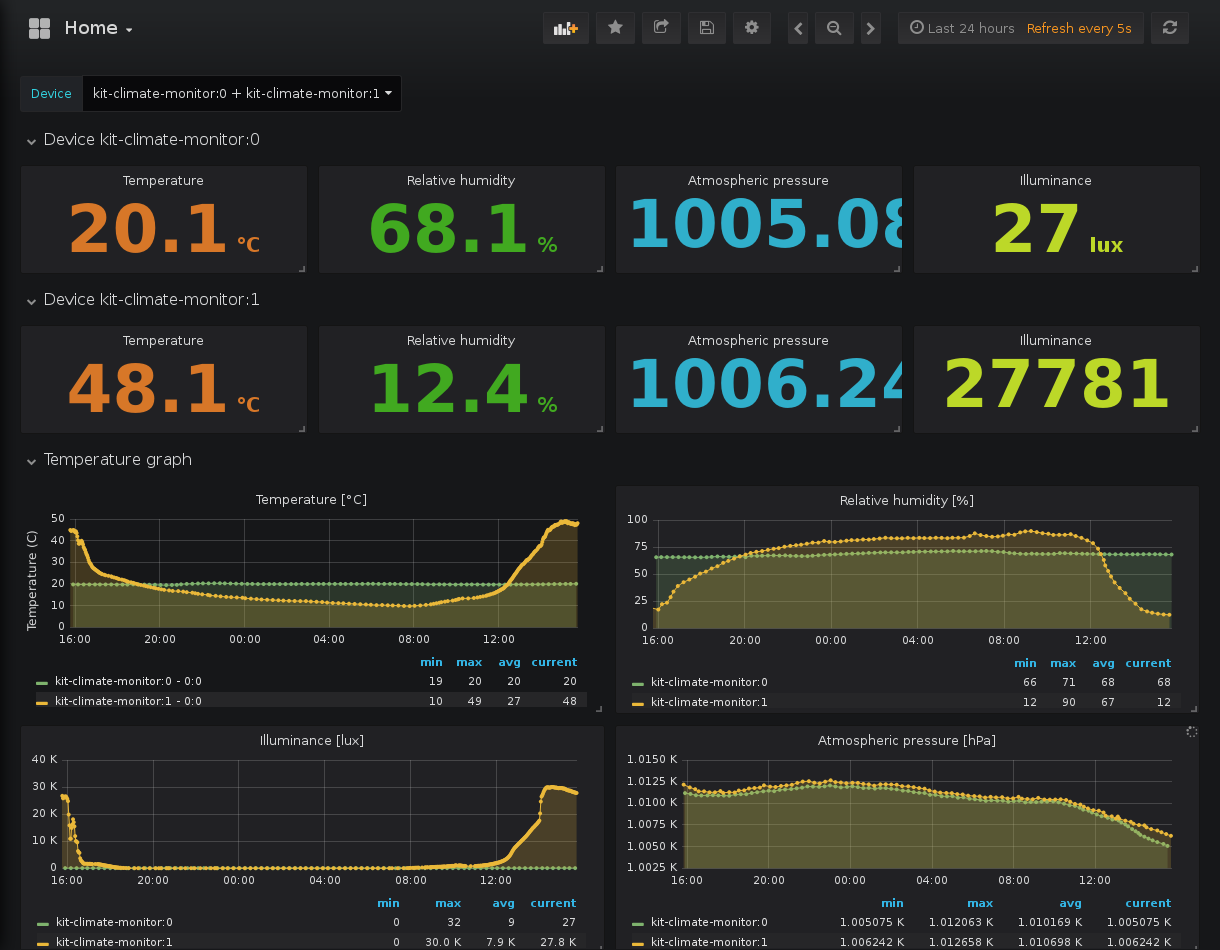 Home
Last 24 hours Refresh every 5s
Device kit-climate-monitor:0 + kit-climate-monitor:1
Device kit-climate-monitor:0
Temperature Relative humidity Atmospheric pressure Illuminance
20.1 °C 68.1 % 1005.08 27 lux
Device kit-climate-monitor:1
Temperature Relative humidity Atmospheric pressure Illuminance
48.1 °C 12.4 % 1006.24 27781
Temperature graph
Temperature [°C]
Temperature (C)
50
40
30
20
10
0
16:00 20:00 00:00 04:00 08:00 12:00
min max avg current
kit-climate-monitor:0 - 0:0 19 20 20 20
kit-climate-monitor:1 - 0:0 10 49 27 48
Relative humidity [%]
100
75
50
25
0
16:00 20:00 00:00 04:00 08:00 12:00
min max avg current
kit-climate-monitor:0 66 71 68 68
kit-climate-monitor:1 12 90 67 12
Illuminance [lux]
40 K
30 K
20 K
10 K
0
16:00 20:00 00:00 04:00 08:00 12:00
min max avg current
kit-climate-monitor:0 0 32 9 27
kit-climate-monitor:1 0 30.0 K 7.9 K 27.8 K
Atmospheric pressure [hPa]
1.0150 K
1.0125 K
1.0100 K
1.0075 K
1.0050 K
1.0025 K
16:00 20:00 00:00 04:00 08:00 12:00
min max avg current
kit-climate-monitor:0 1.005075 K 1.012063 K 1.010169 K 1.005075 K
kit-climate-monitor:1 1.006242 K 1.012658 K 1.010698 K 1.006242 K